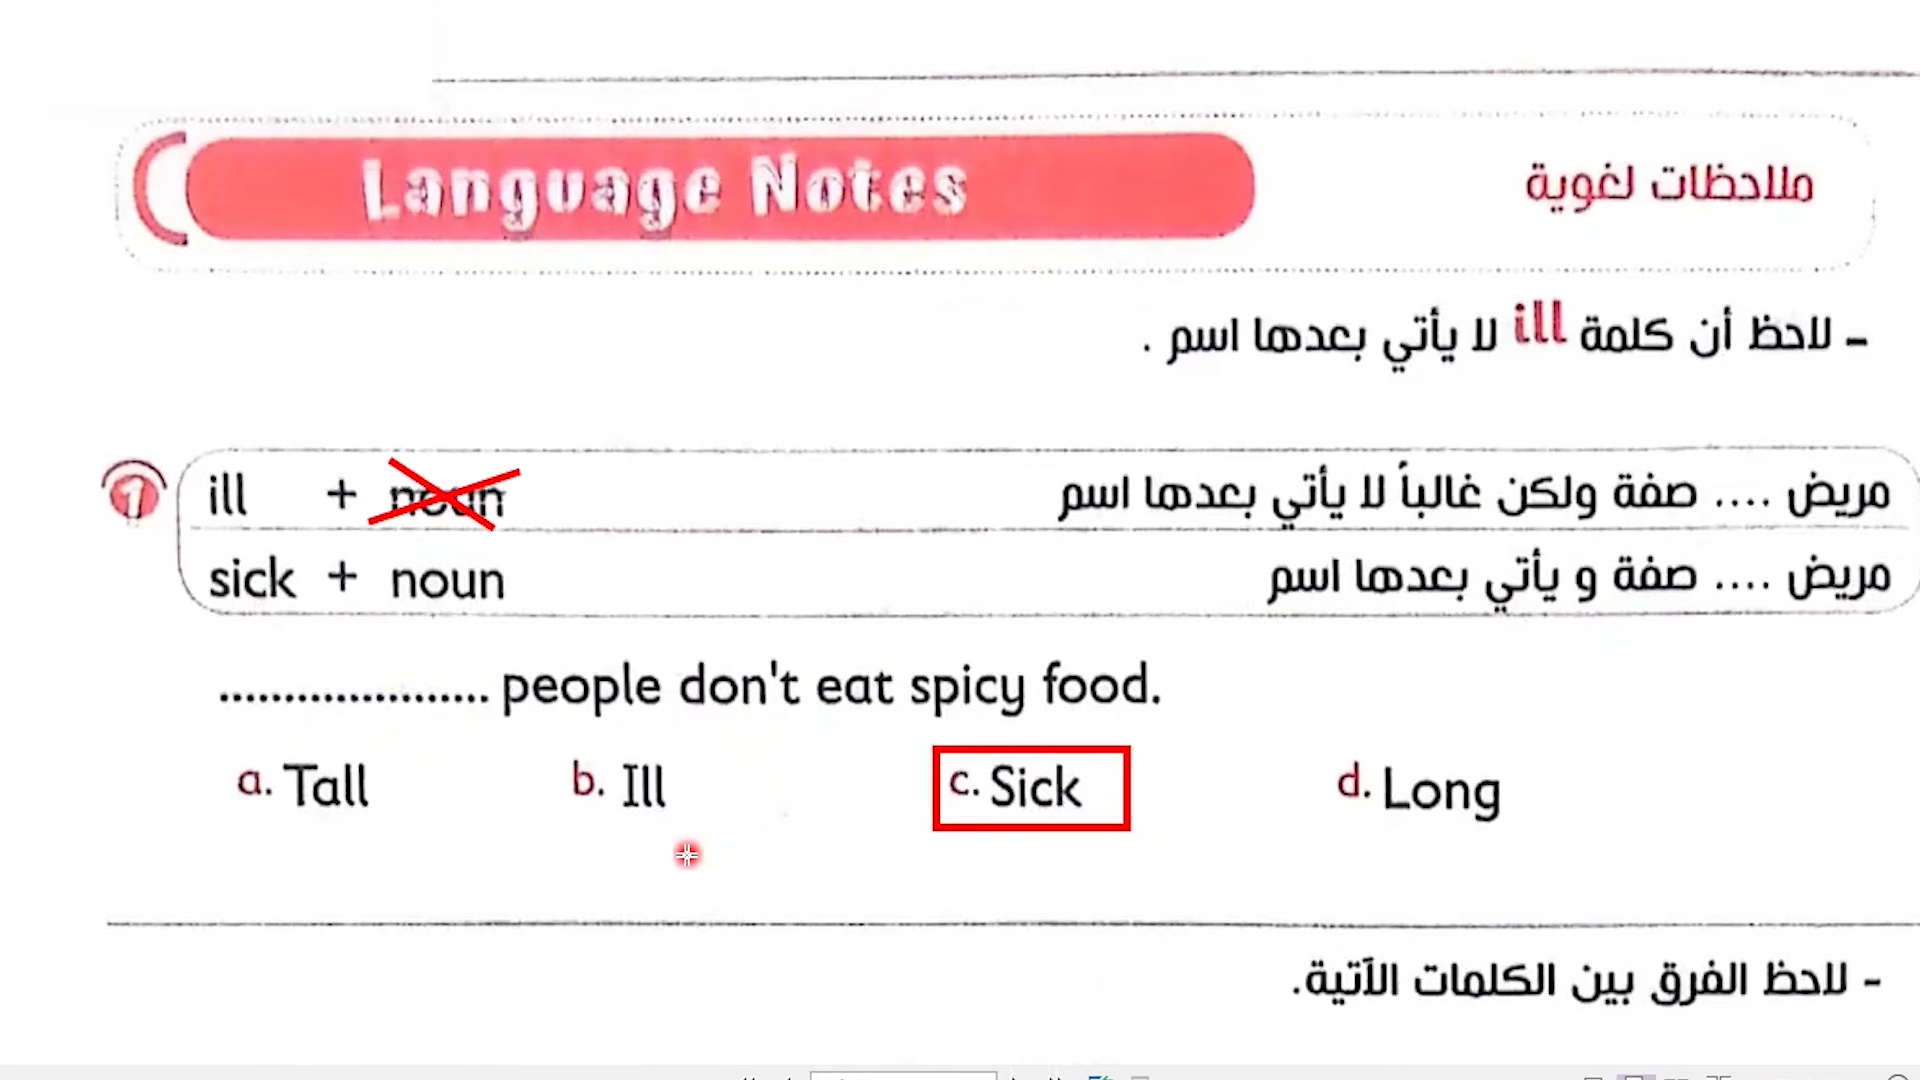 Language Notes
ملاحظات لغوية
- لاحظ أن كلمة ill لا يأتي بعدها اسم .
1
ill + noun مريض .... صفة ولكن غالباً لا يأتي بعدها اسم
sick + noun مريض .... صفة و يأتي بعدها اسم
..................... people don't eat spicy food.
a. Tall b. Ill c. Sick d. Long
- لاحظ الفرق بين الكلمات الآتية.